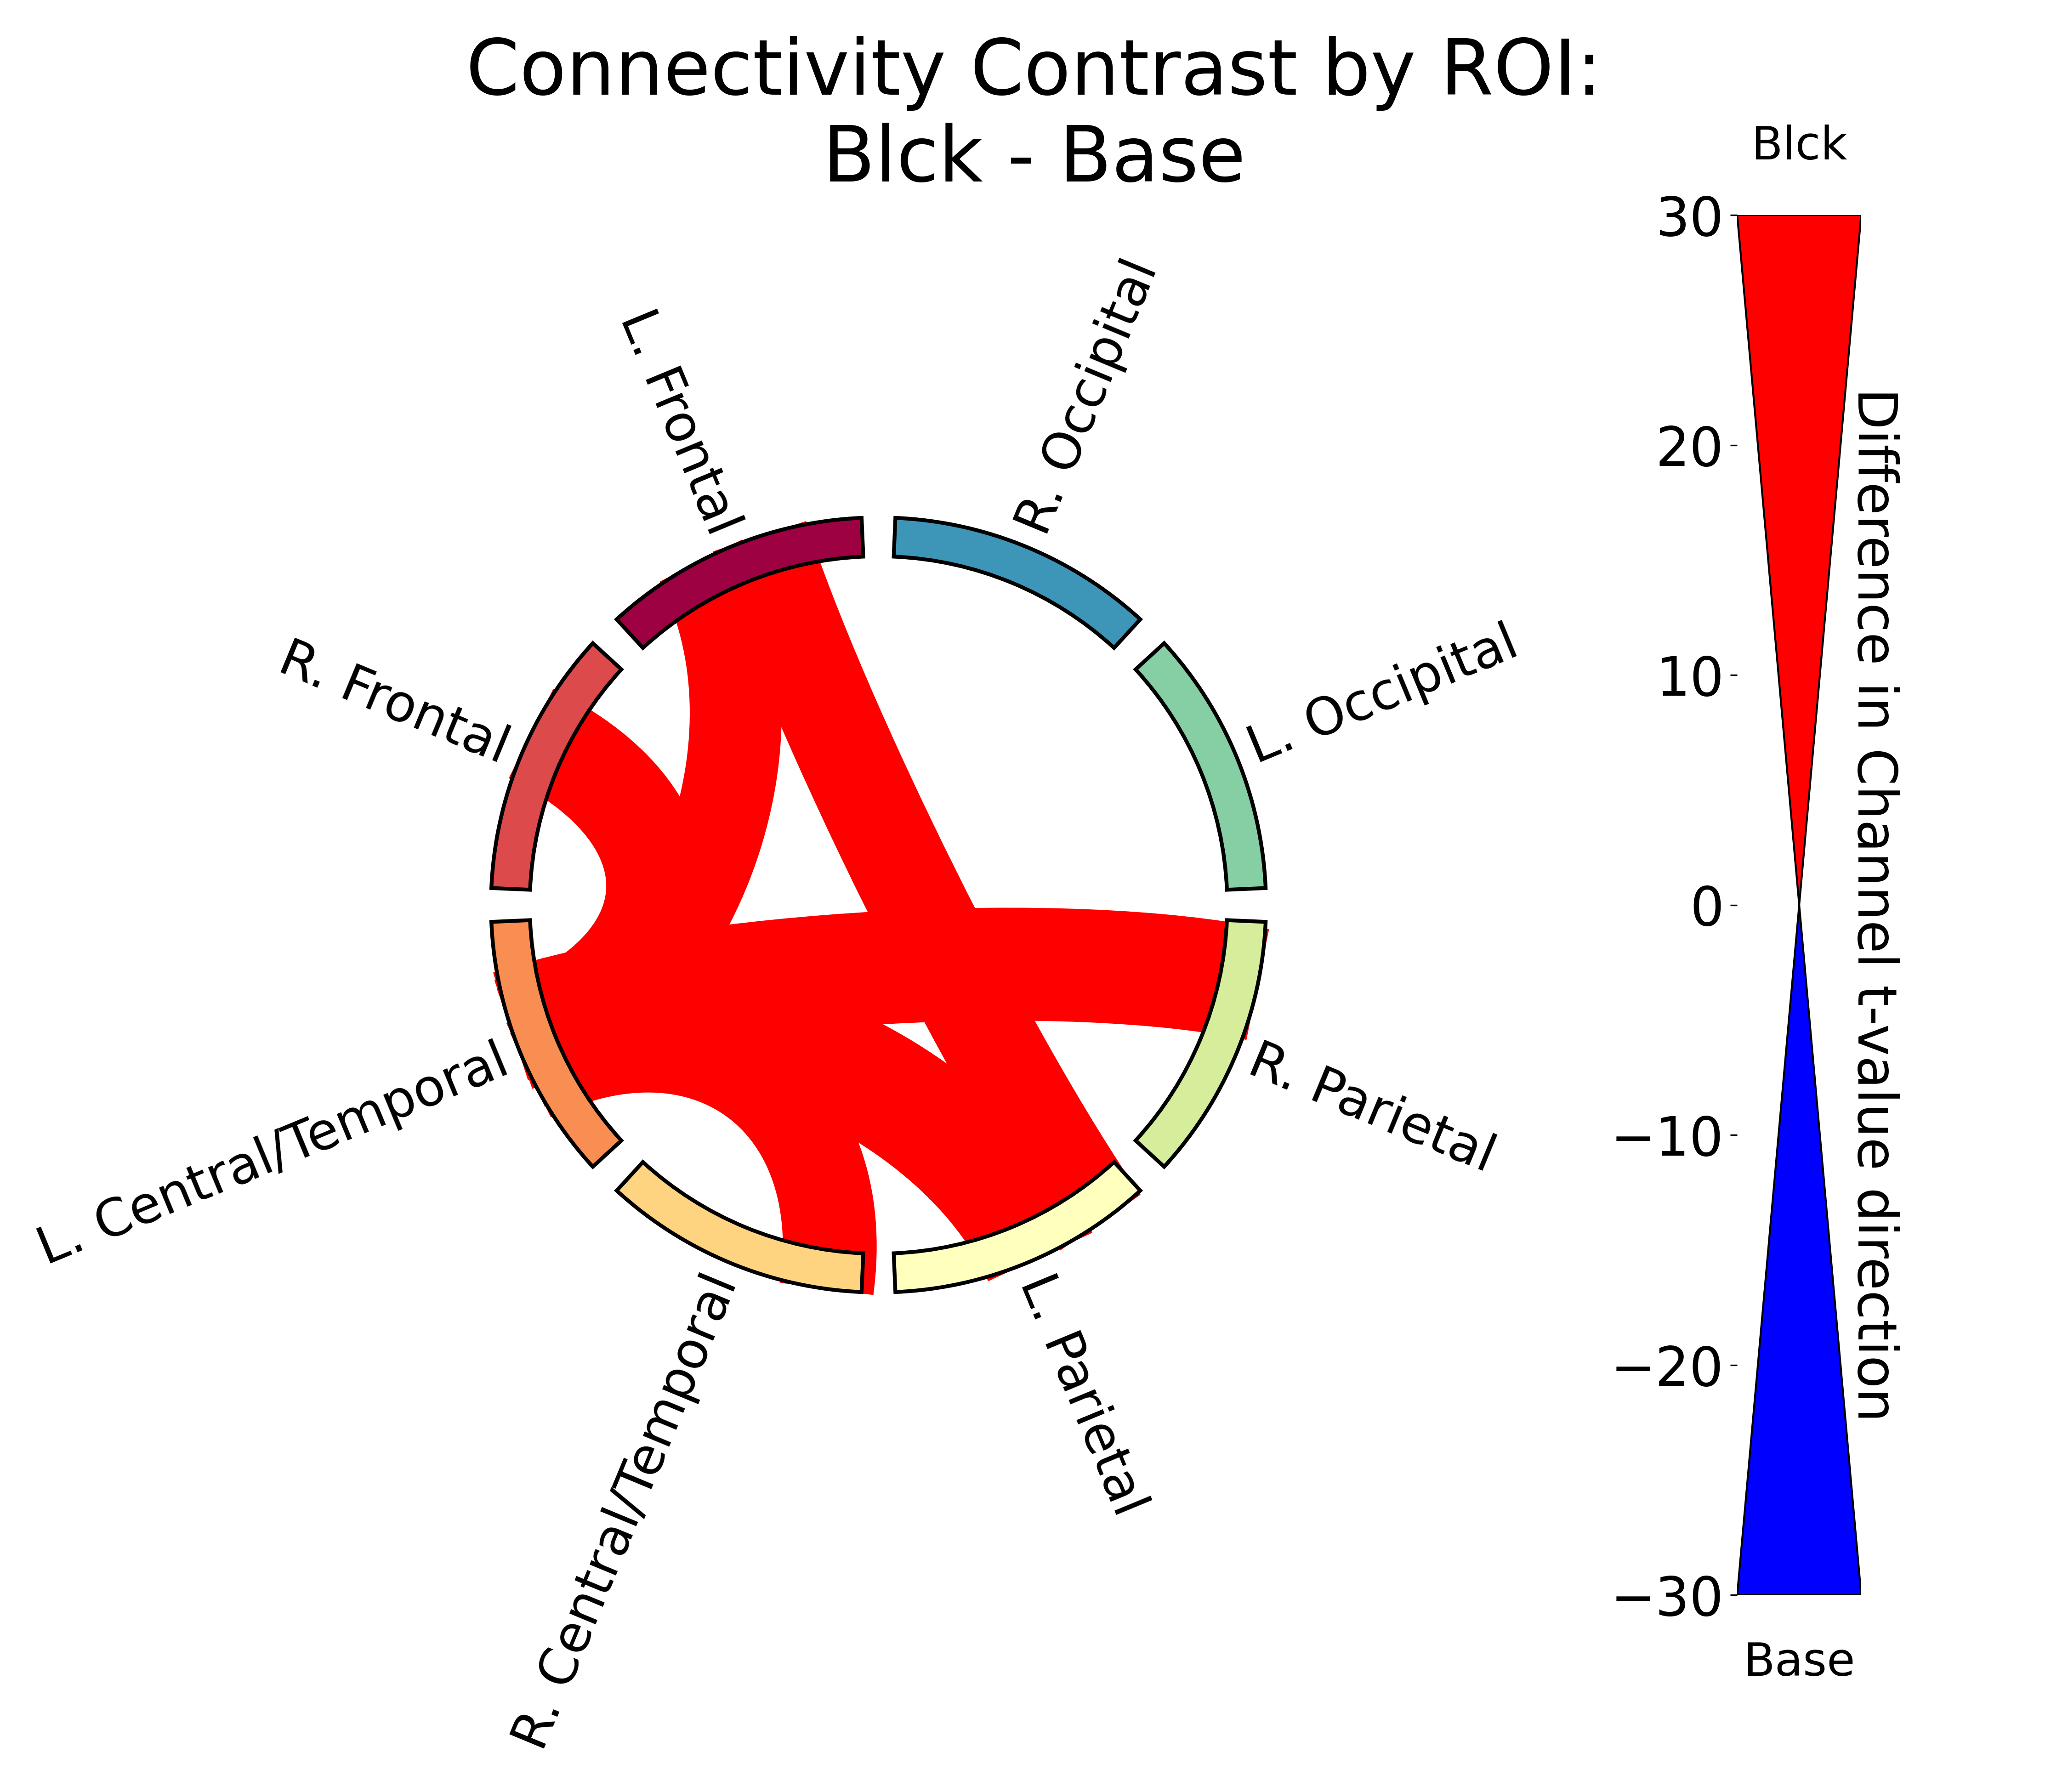 Connectivity Contrast by ROI:
Blck - Base
Blck
30
20
10
0
−10
−20
−30
Base
Difference in Channel t-value direction
L. Frontal
R. Occipital
R. Frontal
L. Occipital
L. Central/Temporal
R. Parietal
R. Central/Temporal
L. Parietal